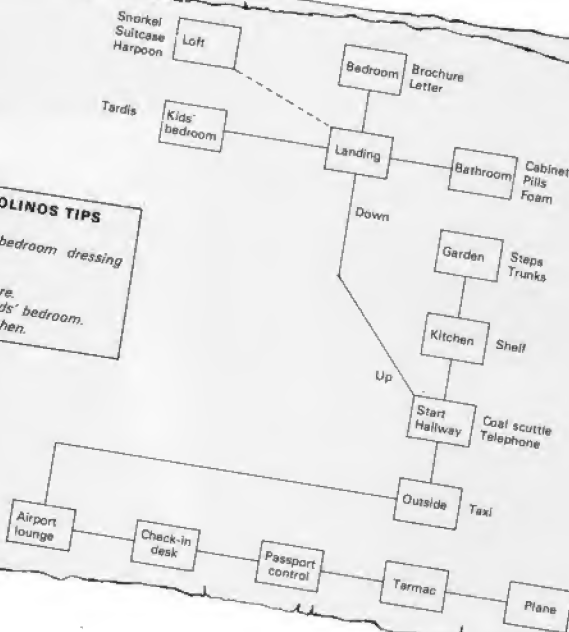 Snorkel
Suitcase
Harpoon
Loft
Bedroom
Brochure
Letter
Tardis
Kids'
bedroom
Landing
Bathroom
Cabinet
Pills
Foam
Down
OLINOS TIPS
bedroom dressing
re.
ds' bedroom.
hen.
Garden
Steps
Trunks
Kitchen
Shelf
Up
Start
Hallway
Coal scuttle
Telephone
Outside
Taxi
Airport
lounge
Check-in
desk
Passport
control
Tarmac
Plane